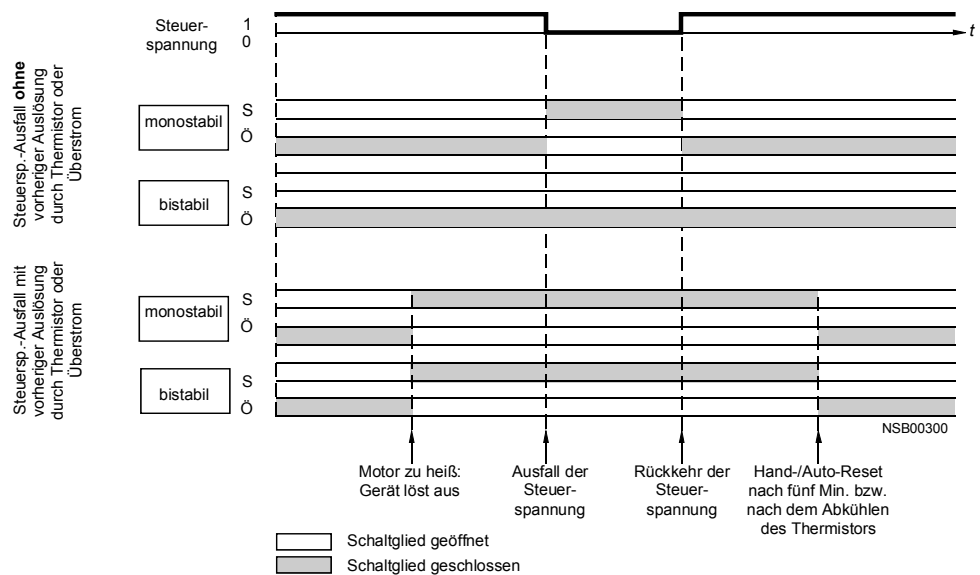 Steuer-
spannung
1
0
t
Steuersp.-Ausfall ohne
vorheriger Auslösung
durch Thermistor oder
Überstrom
monostabil
S
Ö
bistabil
S
Ö
Steuersp.-Ausfall mit
vorheriger Auslösung
durch Thermistor oder
Überstrom
monostabil
S
Ö
bistabil
S
Ö
NSB00300
Motor zu heiß:
Gerät löst aus
Ausfall der
Steuer-
spannung
Rückkehr der
Steuer-
spannung
Hand-/Auto-Reset
nach fünf Min. bzw.
nach dem Abkühlen
des Thermistors
Schaltglied geöffnet
Schaltglied geschlossen